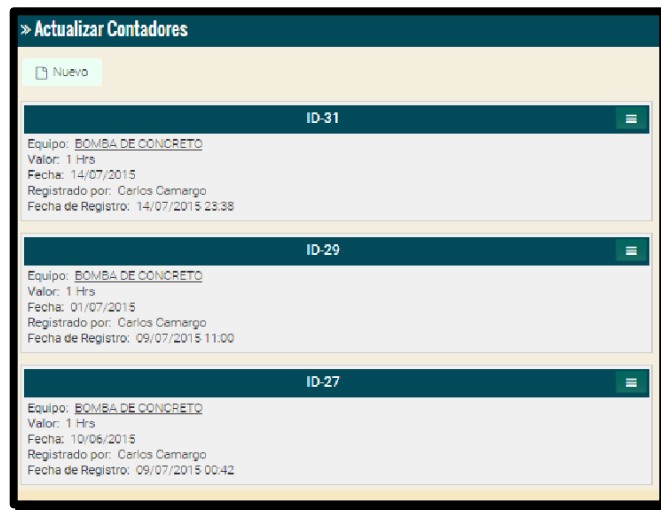 » Actualizar Contadores
Nuevo
ID-31
Equipo: BOMBA DE CONCRETO
Valor: 1 Hrs
Fecha: 14/07/2015
Registrado por: Carlos Camargo
Fecha de Registro: 14/07/2015 23:38
ID-29
Equipo: BOMBA DE CONCRETO
Valor: 1 Hrs
Fecha: 01/07/2015
Registrado por: Carlos Camargo
Fecha de Registro: 09/07/2015 11:00
ID-27
Equipo: BOMBA DE CONCRETO
Valor: 1 Hrs
Fecha: 10/06/2015
Registrado por: Carlos Camargo
Fecha de Registro: 09/07/2015 00:42